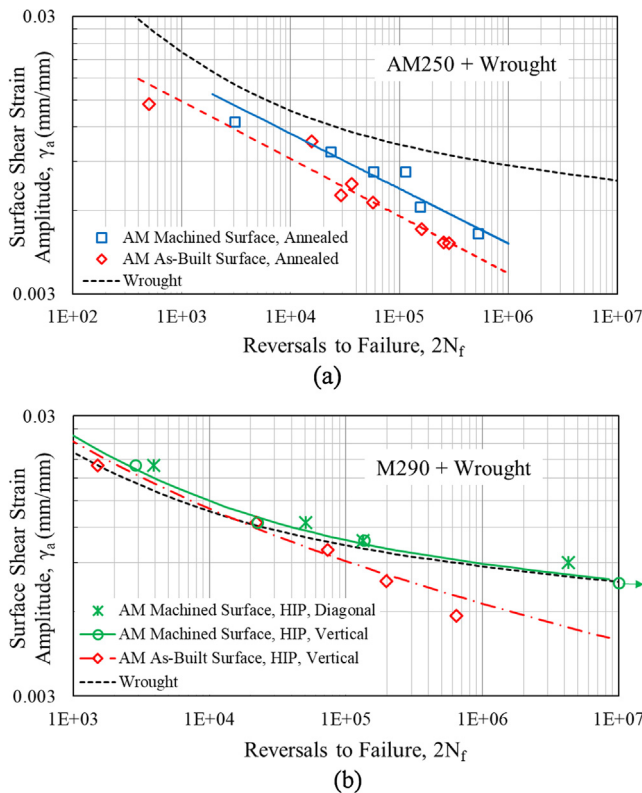 0.03
AM250 + Wrought
Surface Shear Strain
Amplitude, γa (mm/mm)
AM Machined Surface, Annealed
AM As-Built Surface, Annealed
Wrought
0.003
1E+02 1E+03 1E+04 1E+05 1E+06 1E+07
Reversals to Failure, 2Nf
(a)
0.03
M290 + Wrought
Surface Shear Strain
Amplitude, γa (mm/mm)
AM Machined Surface, HIP, Diagonal
AM Machined Surface, HIP, Vertical
AM As-Built Surface, HIP, Vertical
Wrought
0.003
1E+03 1E+04 1E+05 1E+06 1E+07
Reversals to Failure, 2Nf
(b)